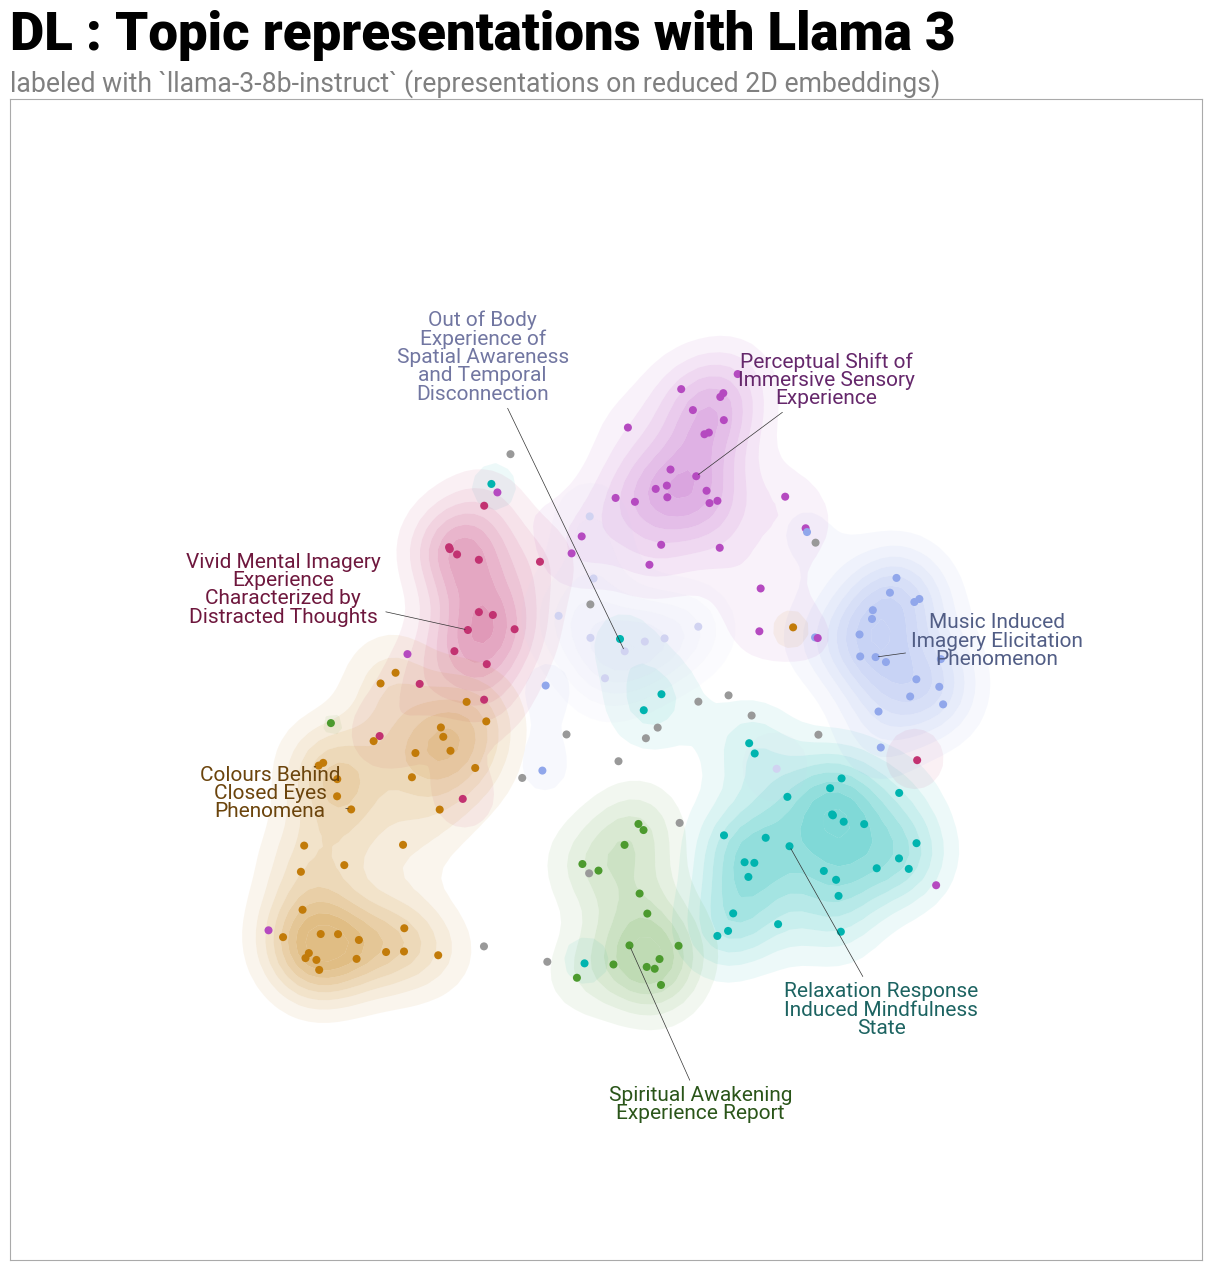 DL : Topic representations with Llama 3
labeled with `llama-3-8b-instruct` (representations on reduced 2D embeddings)
Out of Body
Experience of
Spatial Awareness
and Temporal
Disconnection
Perceptual Shift of
Immersive Sensory
Experience
Vivid Mental Imagery
Experience
Characterized by
Distracted Thoughts
Music Induced
Imagery Elicitation
Phenomenon
Colours Behind
Closed Eyes
Phenomena
Relaxation Response
Induced Mindfulness
State
Spiritual Awakening
Experience Report